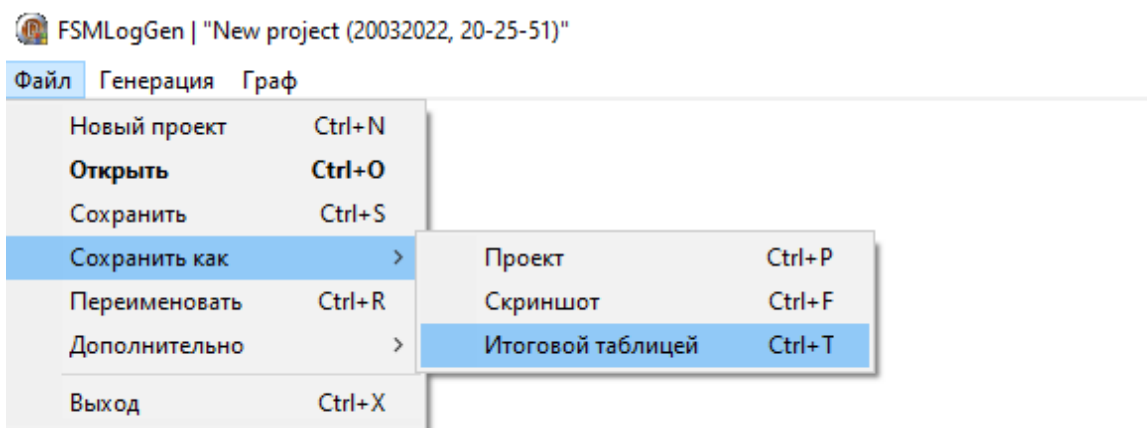 FSMLogGen | "New project (20032022, 20-25-51)"
Файл Генерация Граф
Новый проект Ctrl+N
Открыть Ctrl+O
Сохранить Ctrl+S
Сохранить как >
Проект Ctrl+P
Переименовать Ctrl+R
Скриншот Ctrl+F
Дополнительно >
Итоговой таблицей Ctrl+T
Выход Ctrl+X